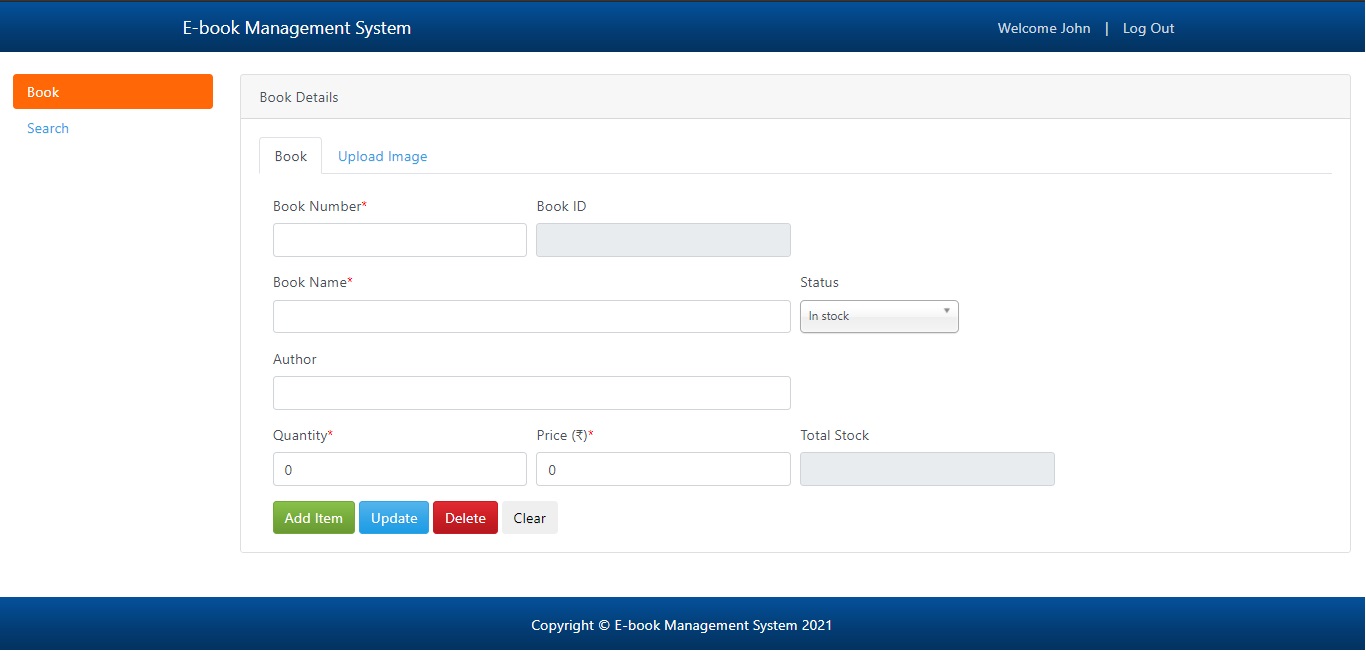 E-book Management System
Welcome John | Log Out
Book
Search
Book Details
Book Upload Image
Book Number* Book ID
Book Name* Status
In stock
Author
Quantity* Price (₹)* Total Stock
0 0
Add Item Update Delete Clear
Copyright © E-book Management System 2021